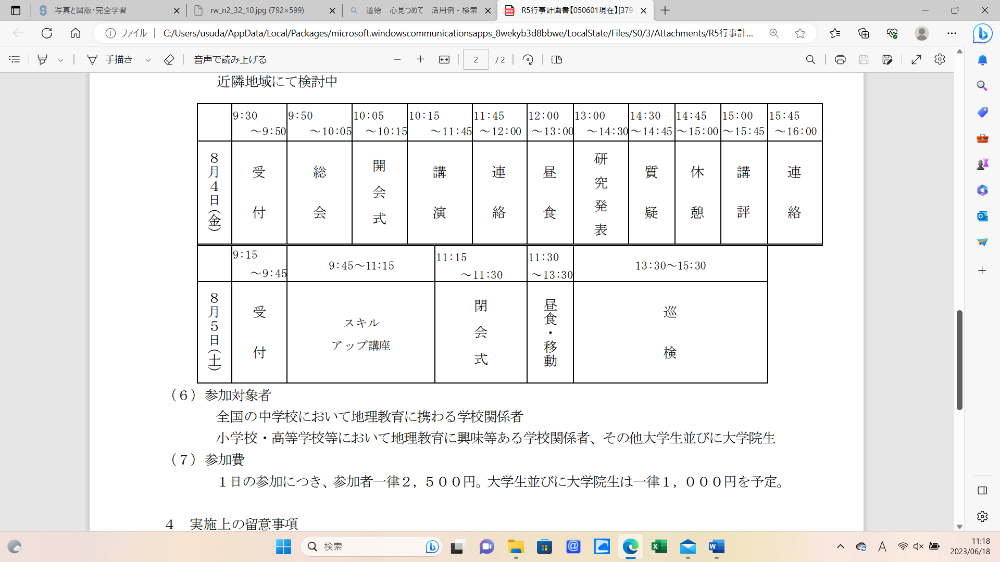 写真と図版・完全学習
rw_n2_32_10.jpg (792×599)
道徳　心見つめて　活用例 - 検索
R5行事計画書【050601現在】[379
ファイル
C:/Users/usuda/AppData/Local/Packages/microsoft.windowscommunicationsapps_8wekyb3d8bbwe/LocalState/Files/S0/3/Attachments/R5行事計...
手描き
音声で読み上げる
2
/ 2
近隣地域にて検討中
9:30 ～9:50
9:50 ～10:05
10:05 ～10:15
10:15 ～11:45
11:45 ～12:00
12:00 ～13:00
13:00 ～14:30
14:30 ～14:45
14:45 ～15:00
15:00 ～15:45
15:45 ～16:00
８月４日（金）
受付
総会
開会式
講演
連絡
昼食
研究発表
質疑
休憩
講評
連絡
9:15 ～9:45
9:45～11:15
11:15 ～11:30
11:30 ～13:30
13:30～15:30
８月５日（土）
受付
スキル
アップ講座
閉会式
昼食・移動
巡検
（６）参加対象者
全国の中学校において地理教育に携わる学校関係者
小学校・高等学校等において地理教育に興味等ある学校関係者、その他大学生並びに大学院生
（７）参加費
１日の参加につき、参加者一律２，５００円。大学生並びに大学院生は一律１，０００円を予定。
４　実施上の留意事項
検索
A
11:18
2023/06/18